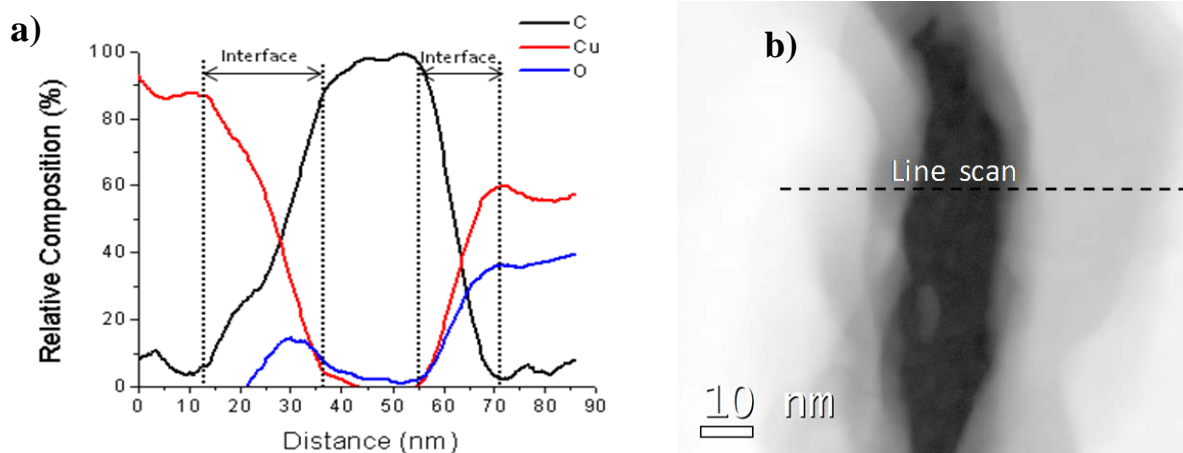 a)
C
Cu
O
Interface
Interface
100
80
60
40
20
0
Relative Composition (%)
0 10 20 30 40 50 60 70 80 90
Distance (nm)
b)
Line scan
10 nm